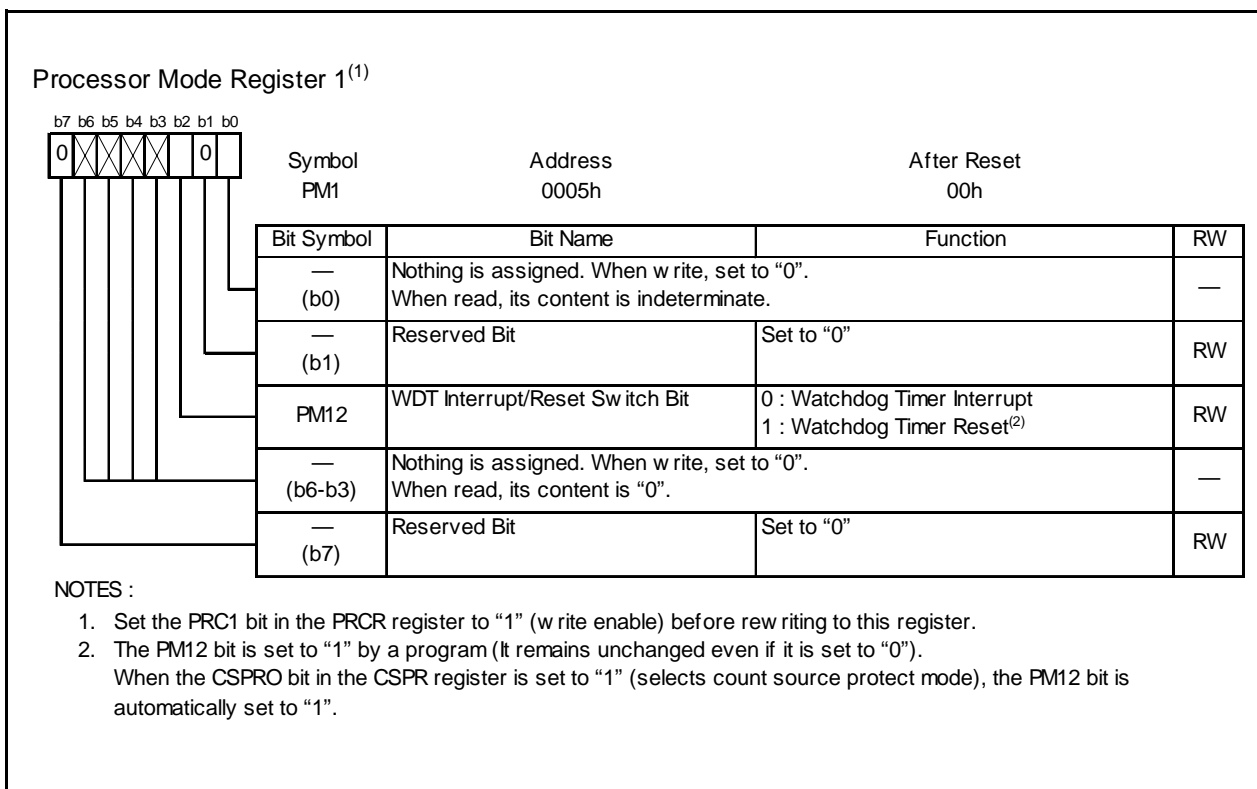 Processor Mode Register 1(1)
b7 b6 b5 b4 b3 b2 b1 b0
0 0
Symbol Address After Reset
PM1 0005h 00h
Bit Symbol Bit Name Function RW
— (b0) Nothing is assigned. When write, set to “0”.
When read, its content is indeterminate. —
— (b1) Reserved Bit Set to “0” RW
PM12 WDT Interrupt/Reset Switch Bit 0 : Watchdog Timer Interrupt
1 : Watchdog Timer Reset(2) RW
— (b6-b3) Nothing is assigned. When write, set to “0”.
When read, its content is “0”. —
— (b7) Reserved Bit Set to “0” RW
NOTES :
1. Set the PRC1 bit in the PRCR register to “1” (write enable) before rewriting to this register.
2. The PM12 bit is set to “1” by a program (It remains unchanged even if it is set to “0”).
When the CSPRO bit in the CSPR register is set to “1” (selects count source protect mode), the PM12 bit is
automatically set to “1”.